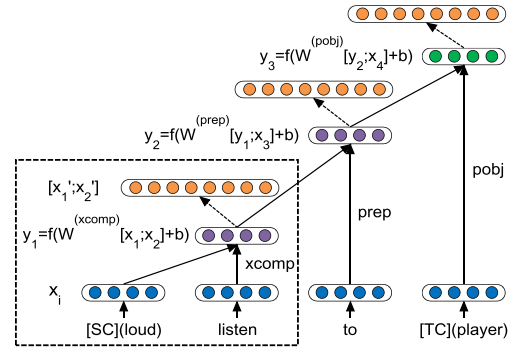 y3=f(W(pobj)[y2;x4]+b)
y2=f(W(prep)[y1;x3]+b)
pobj
[x1';x2']
prep
y1=f(W(xcomp)[x1;x2]+b)
xcomp
xi
[SC](loud) listen to [TC](player)